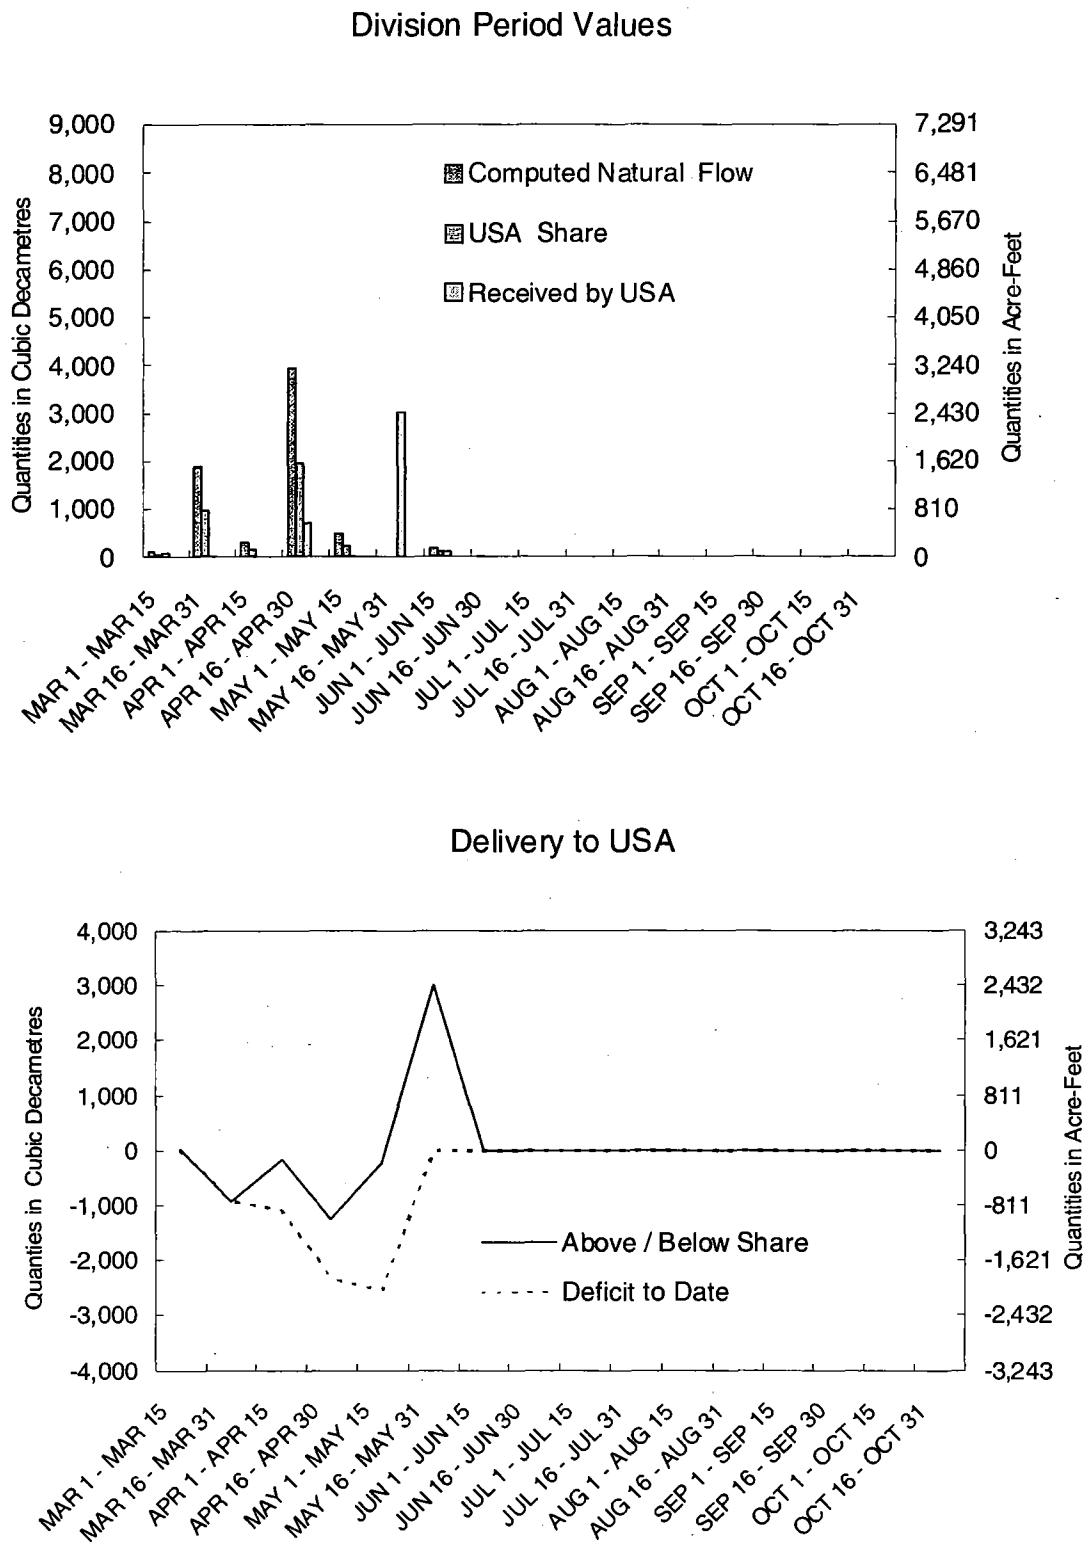 Division Period Values
9,000
8,000
7,000
6,000
5,000
4,000
3,000
2,000
1,000
0
Quantities in Cubic Decametres
Computed Natural Flow
USA Share
Received by USA
7,291
6,481
5,670
4,860
4,050
3,240
2,430
1,620
810
0
Quantities in Acre-Feet
MAR 1 - MAR 15
MAR 16 - MAR 31
APR 1 - APR 15
APR 16 - APR 30
MAY 1 - MAY 15
MAY 16 - MAY 31
JUN 1 - JUN 15
JUN 16 - JUN 30
JUL 1 - JUL 15
JUL 16 - JUL 31
AUG 1 - AUG 15
AUG 16 - AUG 31
SEP 1 - SEP 15
SEP 16 - SEP 30
OCT 1 - OCT 15
OCT 16 - OCT 31
Delivery to USA
4,000
3,000
2,000
1,000
0
-1,000
-2,000
-3,000
-4,000
Quanties in Cubic Decametres
Above / Below Share
Deficit to Date
3,243
2,432
1,621
811
0
-811
-1,621
-2,432
-3,243
Quantities in Acre-Feet
MAR 1 - MAR 15
MAR 16 - MAR 31
APR 1 - APR 15
APR 16 - APR 30
MAY 1 - MAY 15
MAY 16 - MAY 31
JUN 1 - JUN 15
JUN 16 - JUN 30
JUL 1 - JUL 15
JUL 16 - JUL 31
AUG 1 - AUG 15
AUG 16 - AUG 31
SEP 1 - SEP 15
SEP 16 - SEP 30
OCT 1 - OCT 15
OCT 16 - OCT 31